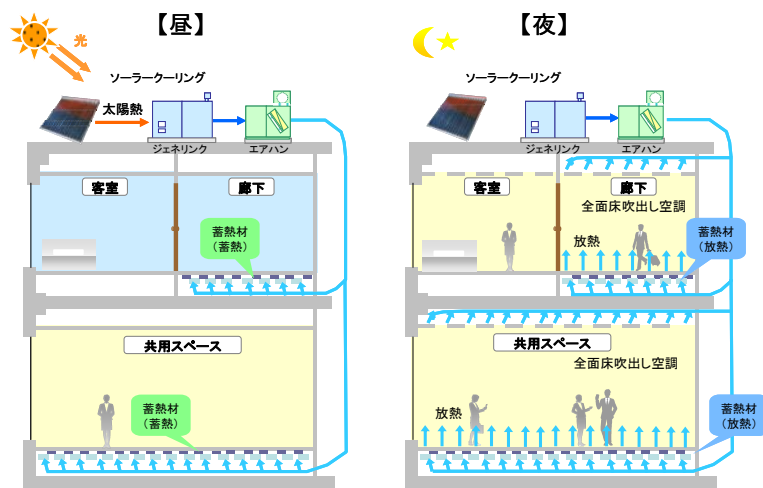 【昼】
光
ソーラークーリング
太陽熱
ジェネリンク
エアハン
客室
廊下
蓄熱材
（蓄熱）
共用スペース
蓄熱材
（蓄熱）
【夜】
ソーラークーリング
ジェネリンク
エアハン
客室
廊下
全面床吹出し空調
放熱
蓄熱材
（放熱）
共用スペース
全面床吹出し空調
放熱
蓄熱材
（放熱）